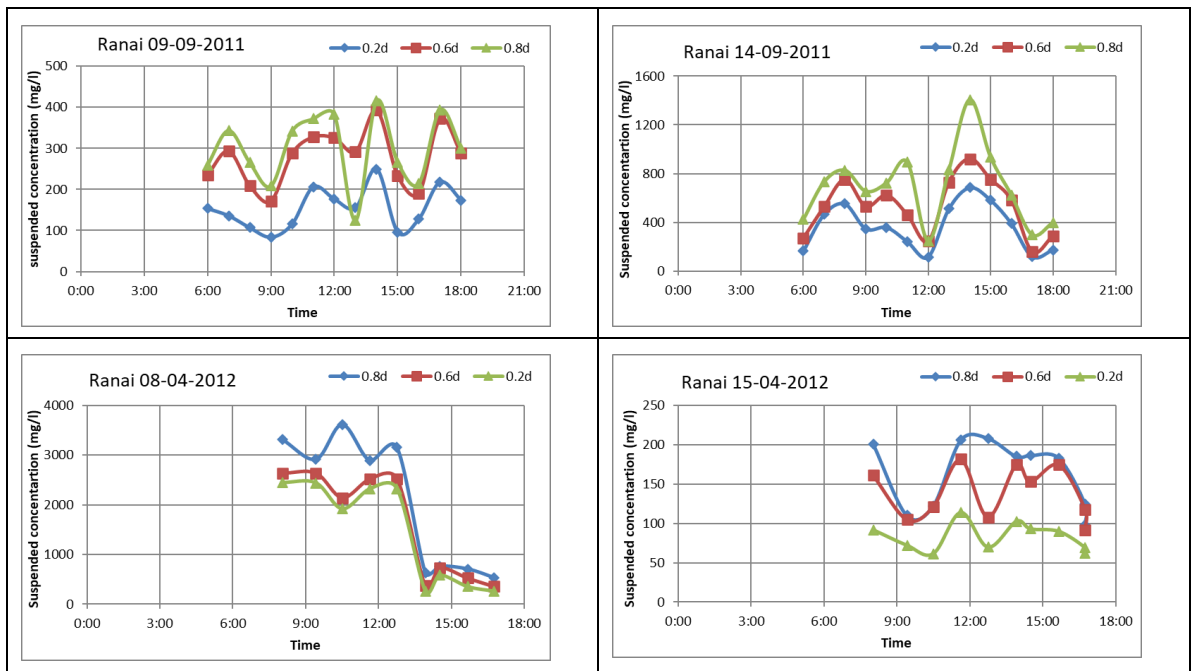 Ranai 09-09-2011
0.2d 0.6d 0.8d
suspended concentration (mg/l)
500
400
300
200
100
0
0:00 3:00 6:00 9:00 12:00 15:00 18:00 21:00
Time
Ranai 14-09-2011
0.2d 0.6d 0.8d
Suspended concentartion (mg/l)
1600
1200
800
400
0
0:00 3:00 6:00 9:00 12:00 15:00 18:00 21:00
Time
Ranai 08-04-2012
0.8d 0.6d 0.2d
Suspended concentartion (mg/l)
4000
3000
2000
1000
0
0:00 3:00 6:00 9:00 12:00 15:00 18:00
Time
Ranai 15-04-2012
0.8d 0.6d 0.2d
Suspended concentartion (mg/l)
250
200
150
100
50
0
0:00 3:00 6:00 9:00 12:00 15:00 18:00
Time